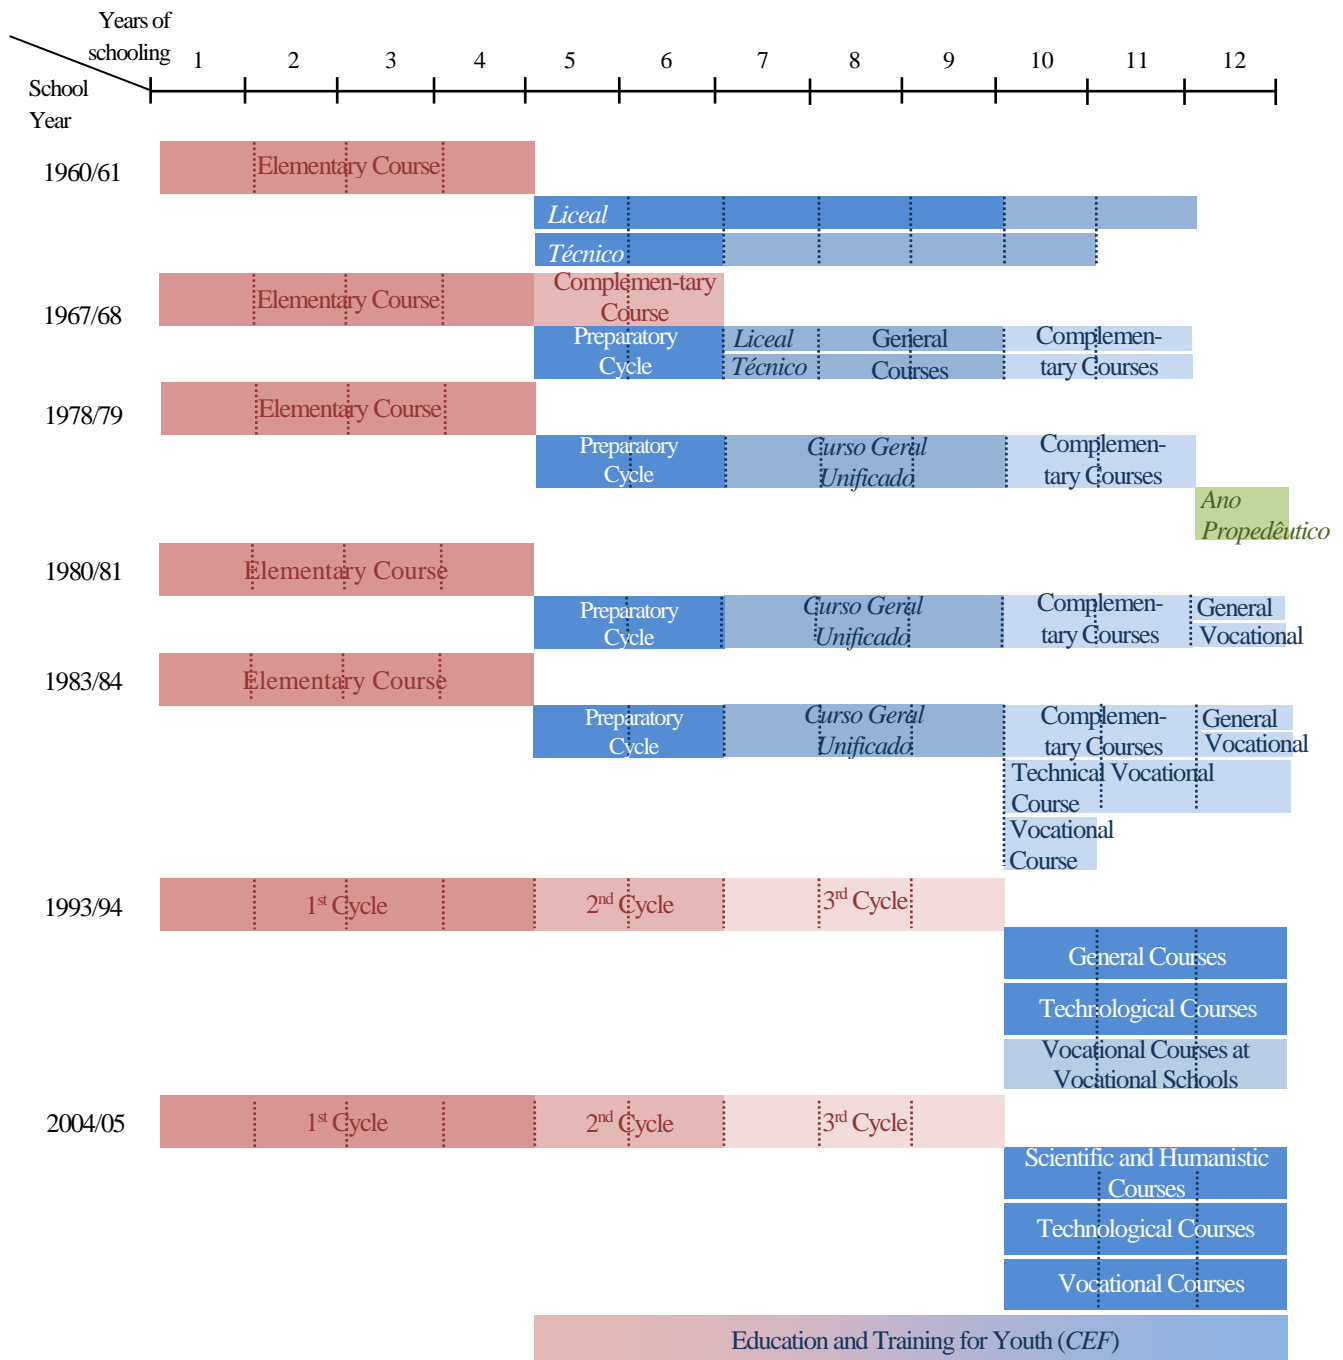 Years of
schooling
1 2 3 4 5 6 7 8 9 10 11 12
School
Year
1960/61
Elementary Course
Liceal
Técnico
1967/68
Elementary Course
Complemen-tary
Course
Preparatory
Cycle
Liceal General
Técnico Courses
Complemen-
tary Courses
1978/79
Elementary Course
Preparatory
Cycle
Curso Geral
Unificado
Complemen-
tary Courses
Ano
Propedêutico
1980/81
Elementary Course
Preparatory
Cycle
Curso Geral
Unificado
Complemen-
tary Courses
General
Vocational
1983/84
Elementary Course
Preparatory
Cycle
Curso Geral
Unificado
Complemen-
tary Courses
General
Vocational
Technical Vocational
Course
Vocational
Course
1993/94
1st Cycle
2nd Cycle
3rd Cycle
General Courses
Technological Courses
Vocational Courses at
Vocational Schools
2004/05
1st Cycle
2nd Cycle
3rd Cycle
Scientific and Humanistic
Courses
Technological Courses
Vocational Courses
Education and Training for Youth (CEF)